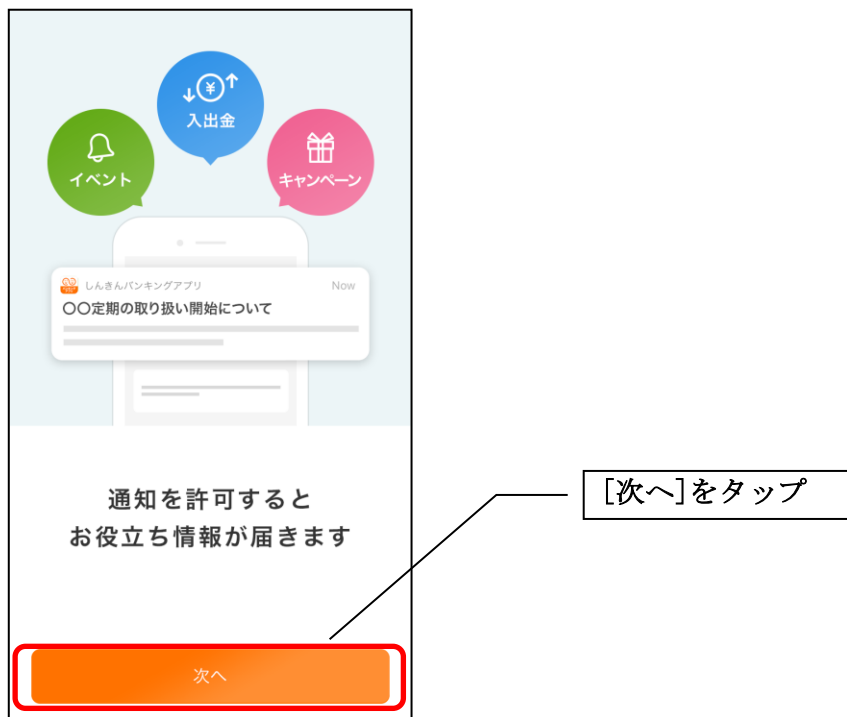 入出金
イベント
キャンペーン
しんきんバンキングアプリ Now
〇〇定期の取り扱い開始について
通知を許可すると
お役立ち情報が届きます
[次へ]をタップ
次へ